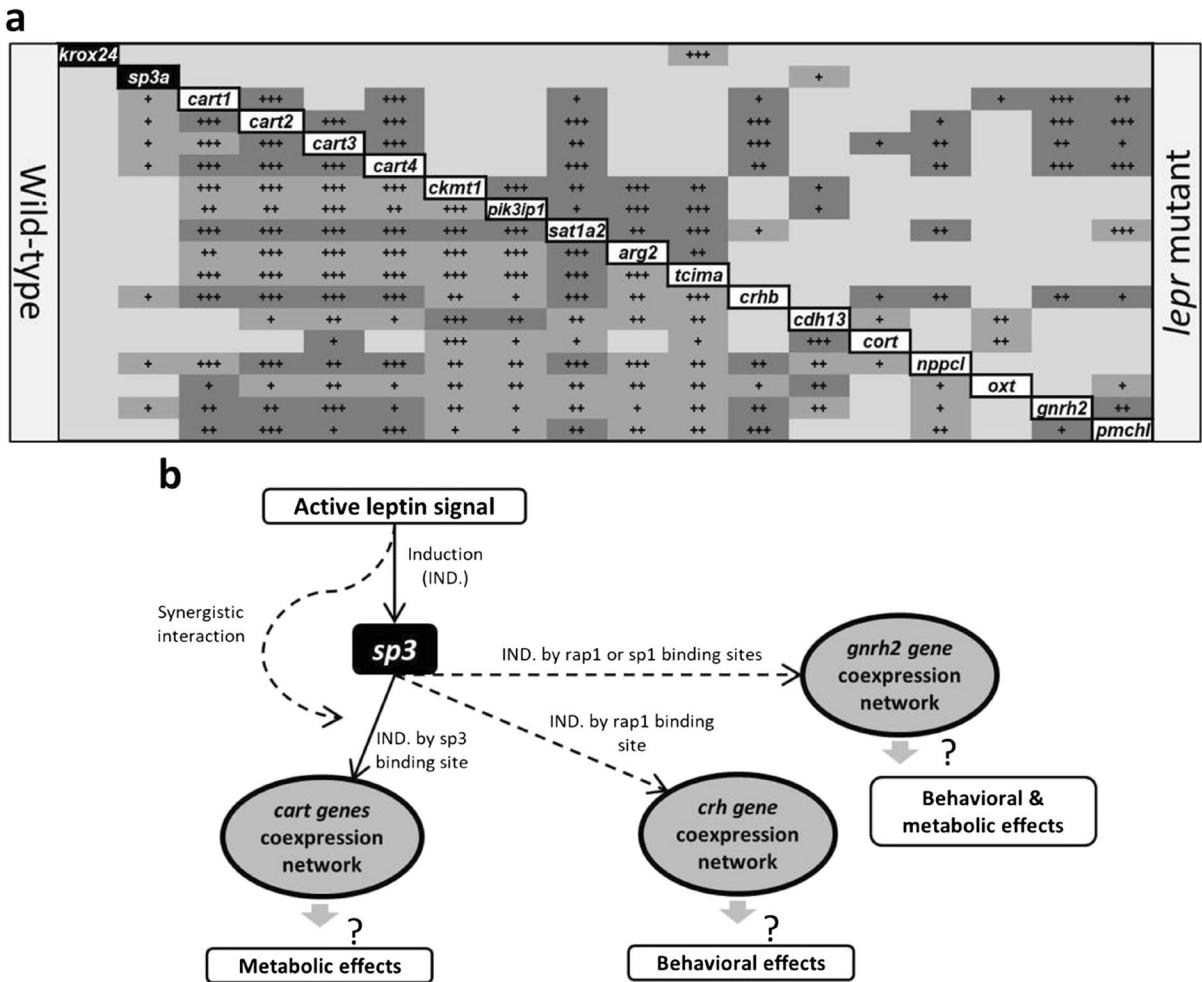 a
Wild-type
lepr mutant
krox24 +++
sp3a +
+ cart1 +++ +++ + + + +++ ++
+ +++ cart2 +++ +++ +++ +++ + +++ +++
+ +++ +++ cart3 +++ +++ +++ + ++ ++ +
+ +++ +++ +++ cart4 +++ ++ ++ +++ +++
+++ +++ +++ +++ ckmt1 +++ ++ +++ +++ +
++ ++ +++ ++ +++ pik3ip1 + +++ +++ +
+++ +++ +++ +++ +++ +++ sat1a2 ++ +++ + ++ +++
++ +++ +++ ++ +++ +++ +++ arg2 ++
+++ +++ +++ +++ +++ +++ +++ +++ tcima
+ +++ +++ +++ +++ ++ + +++ ++ +++ crhb + ++ ++ +
+ ++ + +++ ++ ++ ++ ++ cdh13 + ++
+ +++ + ++ + + +++ cort ++
+ +++ +++ ++ +++ ++ ++ +++ ++ ++ ++ ++ + nppcl
+ + ++ + ++ ++ ++ ++ ++ + ++ ++ oxt +
+ ++ ++ +++ + ++ ++ ++ + ++ ++ ++ + gnrh2 ++
++ +++ + +++ + + ++ ++ ++ +++ ++ + pmchl
b
Active leptin signal
Induction
(IND.)
Synergistic
interaction
sp3
IND. by rap1 or sp1 binding sites
gnrh2 gene
coexpression
network
IND. by rap1 binding
site
IND. by sp3
binding site
?
cart genes
coexpression
network
crh gene
coexpression
network
Behavioral &
metabolic effects
?
?
Metabolic effects
Behavioral effects